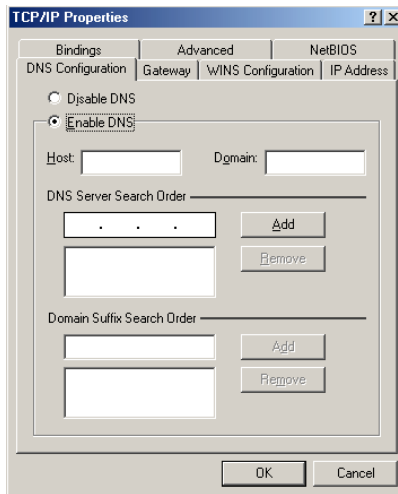 TCP/IP Properties ? ×
Bindings Advanced NetBIOS
DNS Configuration Gateway WINS Configuration IP Address
Disable DNS
Enable DNS
Host: Domain:
DNS Server Search Order
. . . Add
Remove
Domain Suffix Search Order
Add
Remove
OK Cancel